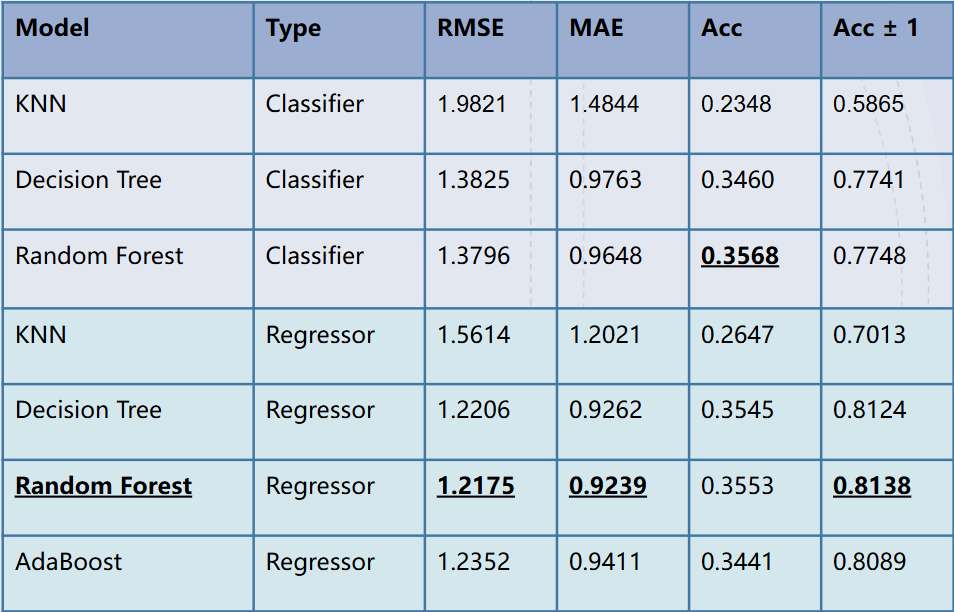 Model Type RMSE MAE Acc Acc ± 1
KNN Classifier 1.9821 1.4844 0.2348 0.5865
Decision Tree Classifier 1.3825 0.9763 0.3460 0.7741
Random Forest Classifier 1.3796 0.9648 0.3568 0.7748
KNN Regressor 1.5614 1.2021 0.2647 0.7013
Decision Tree Regressor 1.2206 0.9262 0.3545 0.8124
Random Forest Regressor 1.2175 0.9239 0.3553 0.8138
AdaBoost Regressor 1.2352 0.9411 0.3441 0.8089